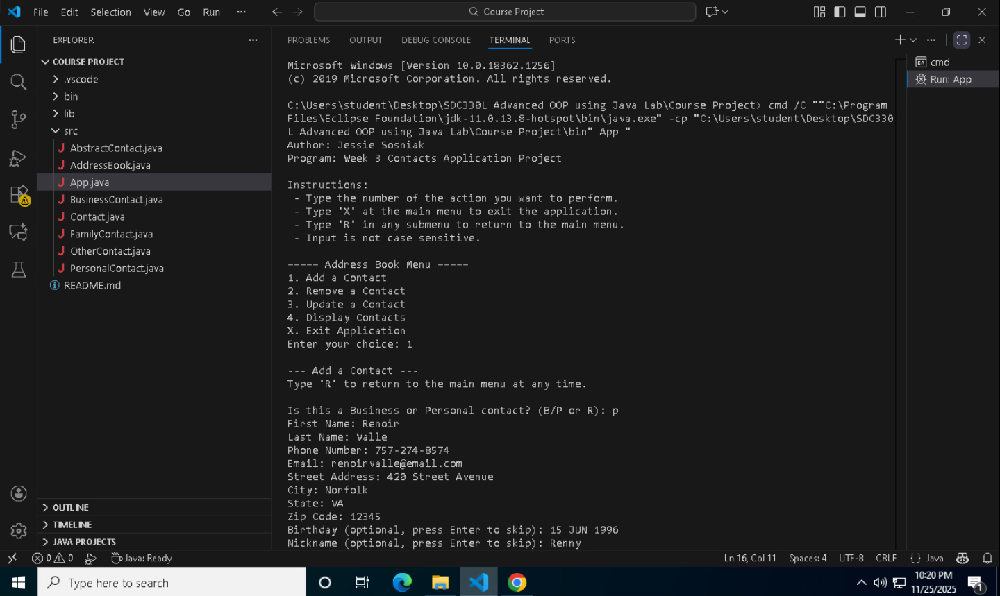 File Edit Selection View Go Run ··· Course Project
EXPLORER ···
COURSE PROJECT
.vscode
bin
lib
src
AbstractContact.java
AddressBook.java
App.java
BusinessContact.java
Contact.java
FamilyContact.java
OtherContact.java
PersonalContact.java
README.md
OUTLINE
TIMELINE
JAVA PROJECTS
PROBLEMS OUTPUT DEBUG CONSOLE TERMINAL PORTS
Microsoft Windows [Version 10.0.18362.1256]
(c) 2019 Microsoft Corporation. All rights reserved.
C:\Users\student\Desktop\SDC330L Advanced OOP using Java Lab\Course Project> cmd /C ""C:\Program
Files\Eclipse Foundation\jdk-11.0.13.8-hotspot\bin\java.exe" -cp "C:\Users\student\Desktop\SDC330
L Advanced OOP using Java Lab\Course Project\bin" App "
Author: Jessie Sosniak
Program: Week 3 Contacts Application Project
Instructions:
- Type the number of the action you want to perform.
- Type 'X' at the main menu to exit the application.
- Type 'R' in any submenu to return to the main menu.
- Input is not case sensitive.
===== Address Book Menu =====
1. Add a Contact
2. Remove a Contact
3. Update a Contact
4. Display Contacts
X. Exit Application
Enter your choice: 1
--- Add a Contact ---
Type 'R' to return to the main menu at any time.
Is this a Business or Personal contact? (B/P or R): p
First Name: Renoir
Last Name: Valle
Phone Number: 757-274-8574
Email: renoirvalle@email.com
Street Address: 420 Street Avenue
City: Norfolk
State: VA
Zip Code: 12345
Birthday (optional, press Enter to skip): 15 JUN 1996
Nickname (optional, press Enter to skip): Renny
cmd
Run: App
0 0 Java: Ready Ln 16, Col 11 Spaces: 4 UTF-8 CRLF {} Java
Type here to search
10:20 PM
11/25/2025
1